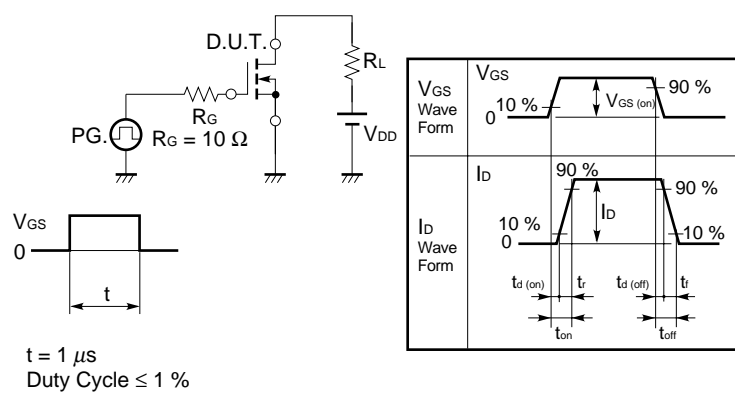 D.U.T.
RL
RG
PG.
RG = 10 Ω
VDD
VGS
0
t
t = 1 μs
Duty Cycle ≤ 1 %
VGS
Wave
Form
VGS
10 %
0
VGS (on)
90 %
ID
Wave
Form
ID
90 %
90 %
ID
10 %
0
10 %
td (on)
tr
td (off)
tf
ton
toff